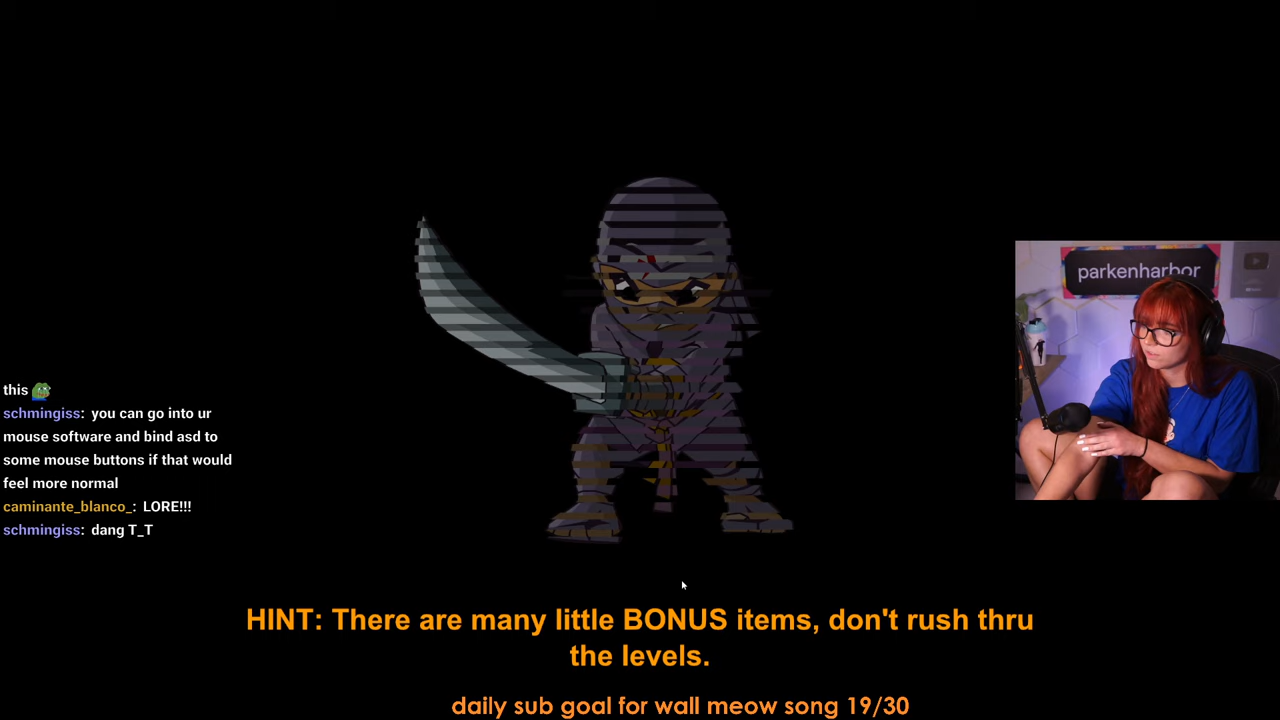 parkenharbor
this
schmingiss: you can go into ur
mouse software and bind asd to
some mouse buttons if that would
feel more normal
caminante_blanco_: LORE!!!
schmingiss: dang T_T
HINT: There are many little BONUS items, don't rush thru
the levels.
daily sub goal for wall meow song 19/30